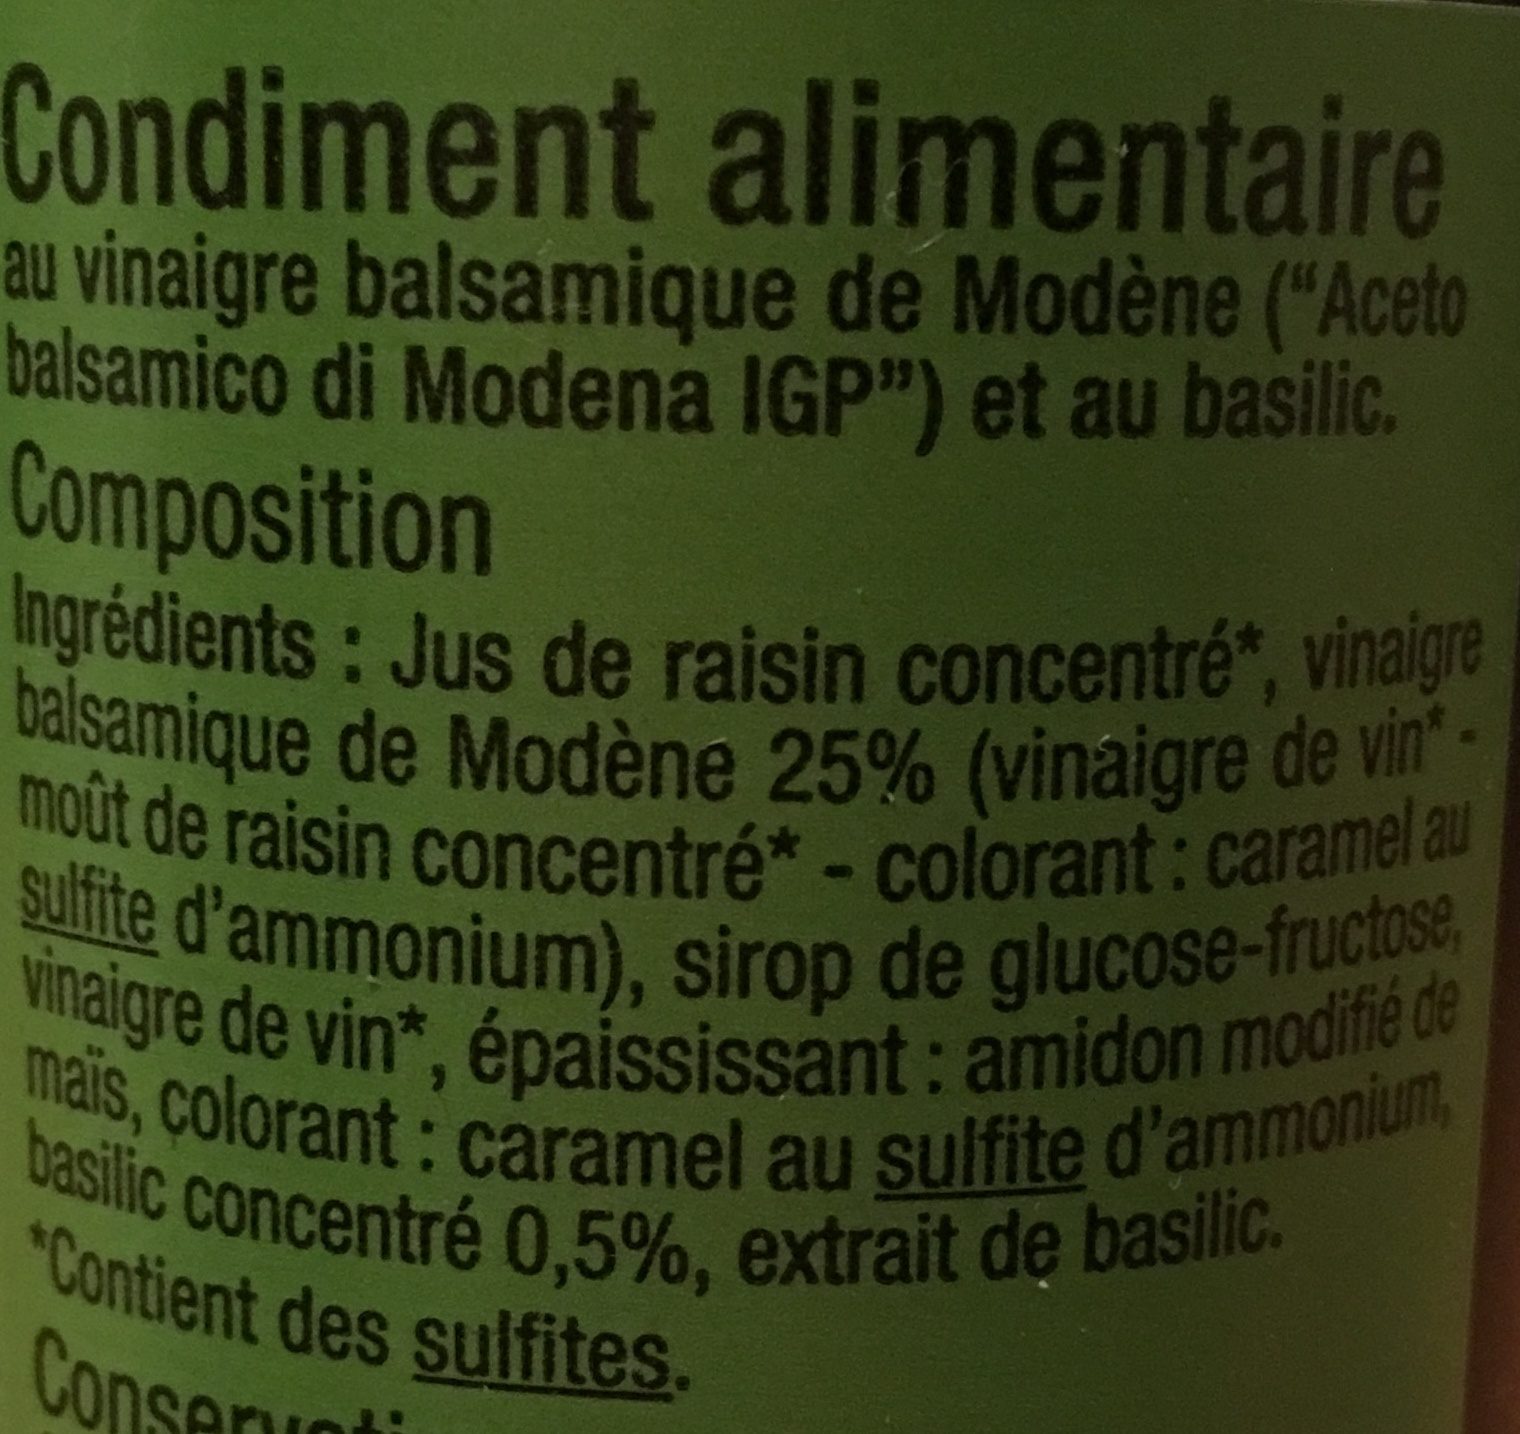 Condiment alimentaire
au vinaigre balsamique de Modène (“Aceto
balsamico di Modena IGP”) et au basilic.
Composition
Ingrédients : Jus de raisin concentré*, vinaigre
balsamique de Modène 25% (vinaigre de vin* -
moût de raisin concentré* - colorant : caramel au
sulfite d’ammonium), sirop de glucose-fructose,
vinaigre de vin*, épaississant : amidon modifié de
maïs, colorant : caramel au sulfite d’ammonium,
basilic concentré 0,5%, extrait de basilic.
*Contient des sulfites.